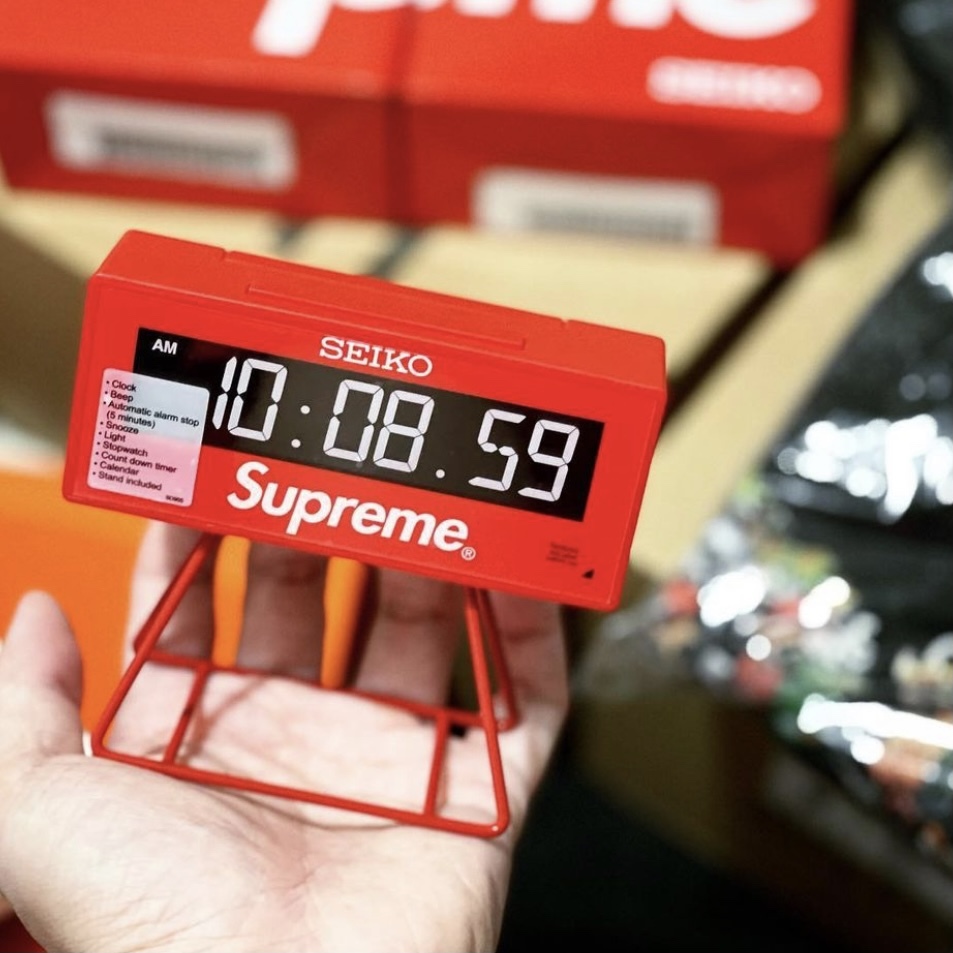 SEIKO
SEIKO
AM
10:08.59
• Clock
• Beep
• Automatic alarm stop
(5 minutes)
• Snooze
• Light
• Stopwatch
• Count down timer
• Calendar
• Stand included
Supreme®